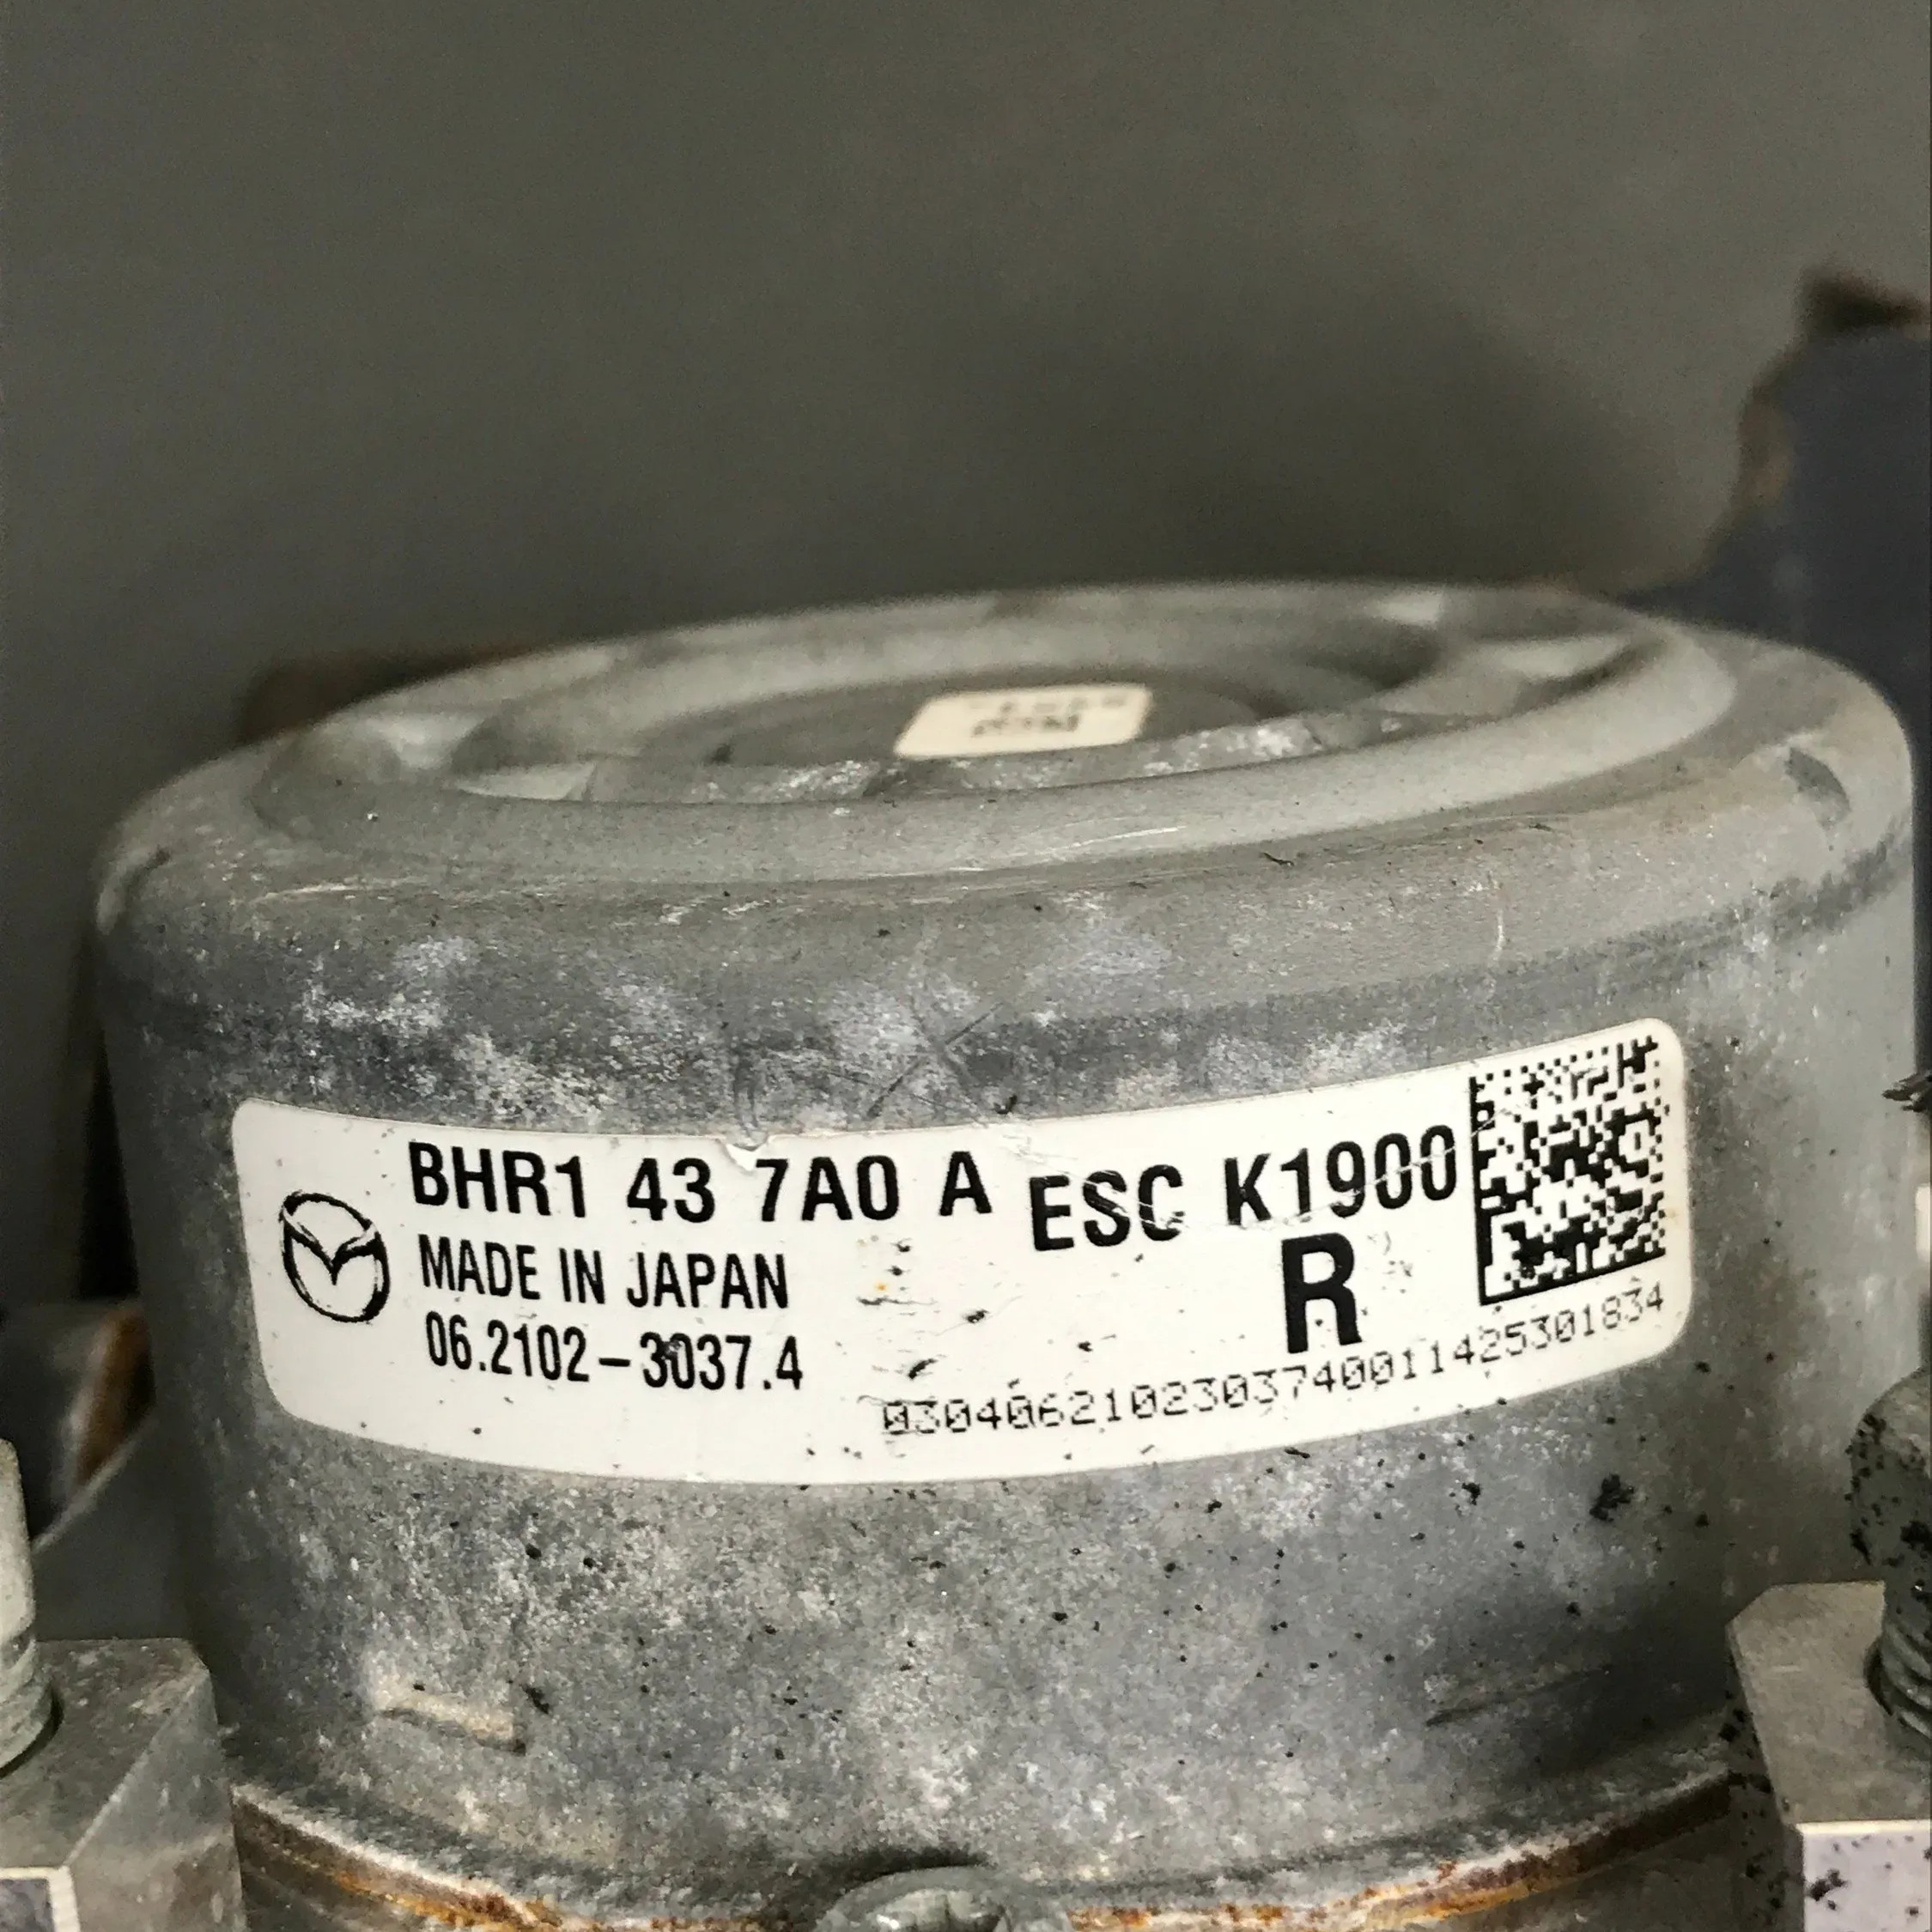 BHR1 43 7A0 A ESC K1900
MADE IN JAPAN
R
06.2102-3037.4
0304062102303740011425301834